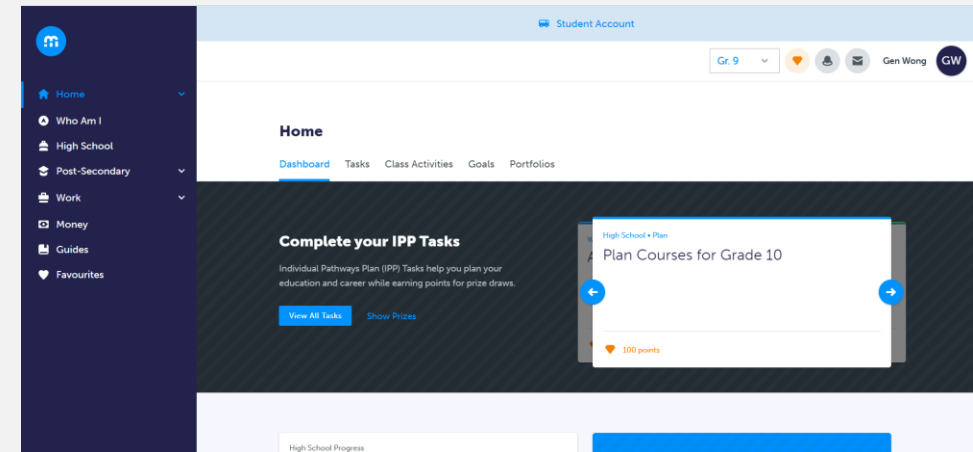 Student Account
m
Gr. 9
Gen Wong
GW
Home
Who Am I
High School
Post-Secondary
Work
Money
Guides
Favourites
Home
Dashboard Tasks Class Activities Goals Portfolios
Complete your IPP Tasks
Individual Pathways Plan (IPP) Tasks help you plan your
education and career while earning points for prize draws.
View All Tasks Show Prizes
High School • Plan
Plan Courses for Grade 10
100 points
High School Progress